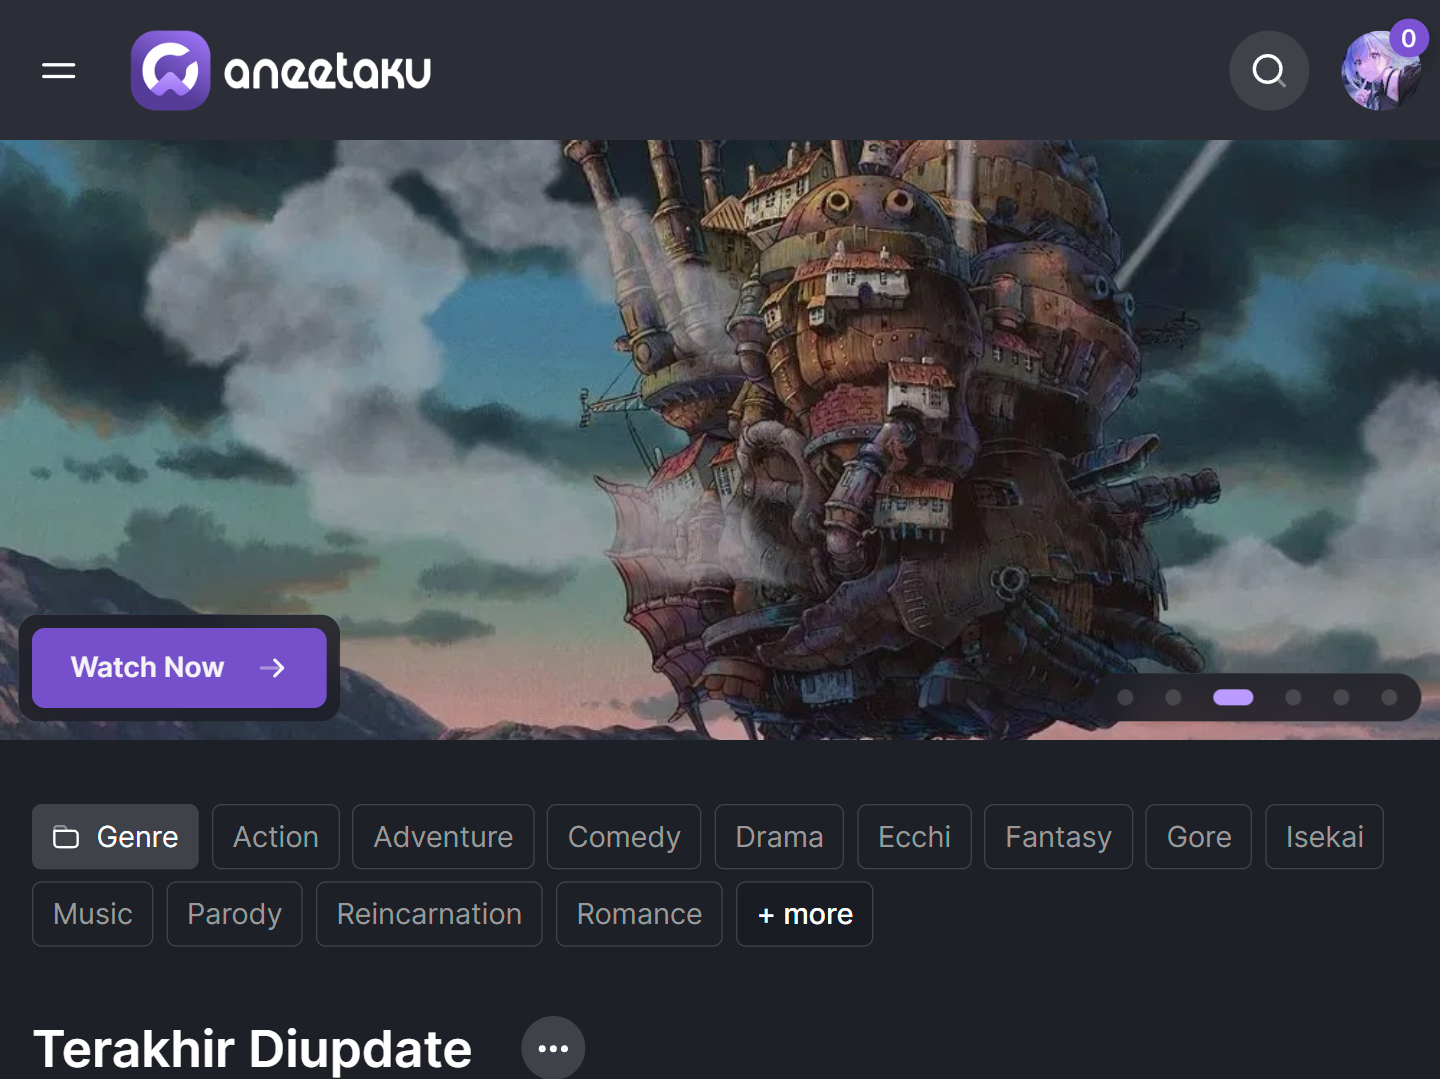 aneetaku
0
Watch Now
Genre Action Adventure Comedy Drama Ecchi Fantasy Gore Isekai
Music Parody Reincarnation Romance + more
Terakhir Diupdate